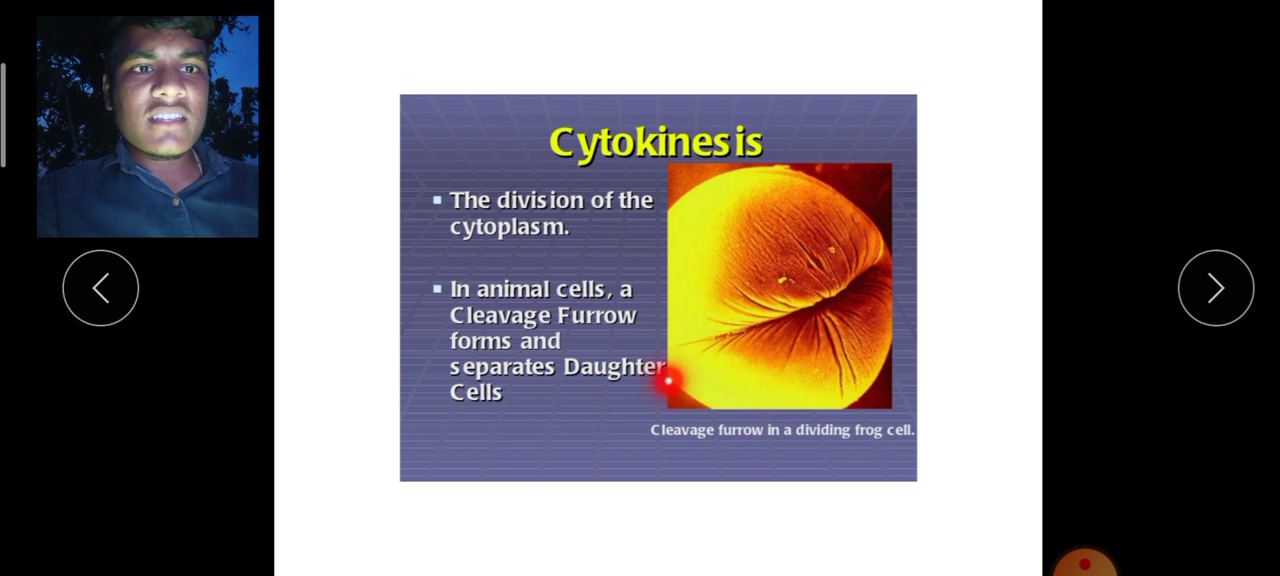 Cytokinesis
The division of the
cytoplasm.
In animal cells, a
Cleavage Furrow
forms and
separates Daughter
Cells
Cleavage furrow in a dividing frog cell.